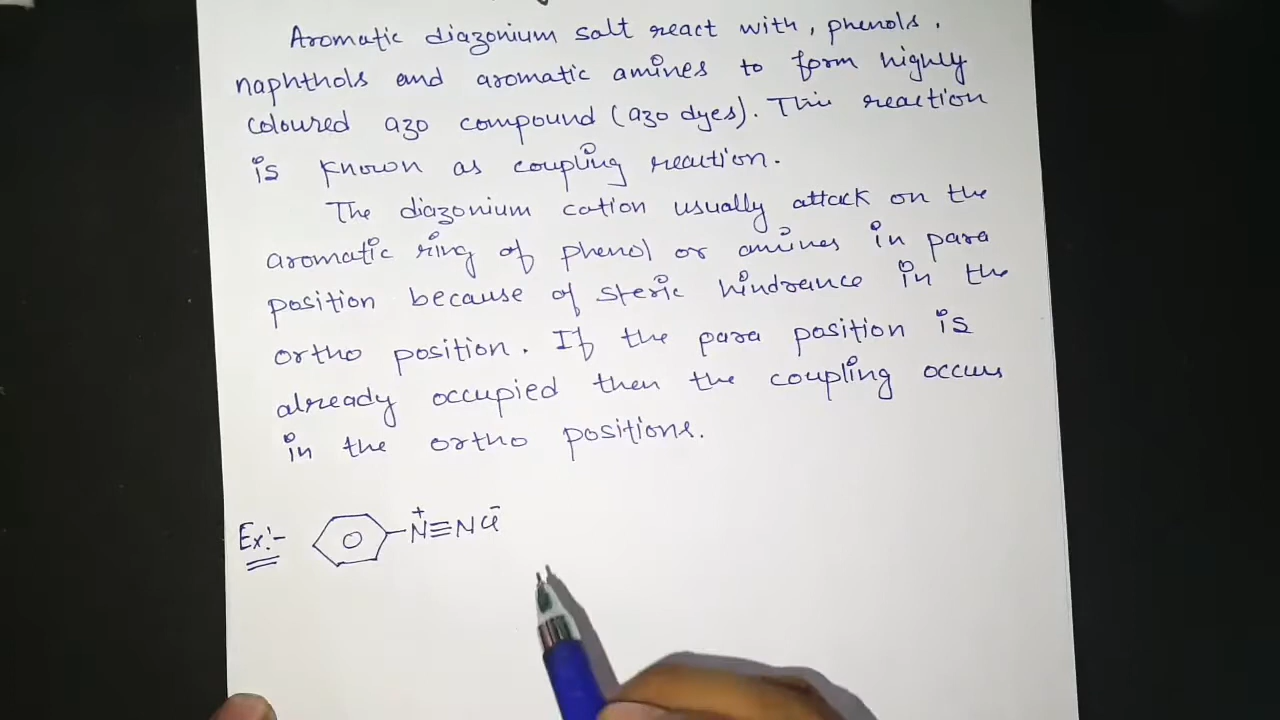 Aromatic diazonium salt react with, phenols,
naphthols and aromatic amines to form highly
coloured azo compound (azo dyes). This reaction
is known as coupling reaction.
The diazonium cation usually attack on the
aromatic ring of phenol or amines in para
position because of steric hindrance in the
ortho position. If the para position is
already occupied then the coupling occurs
in the ortho positions.
Ex:- N⁺≡NCl⁻